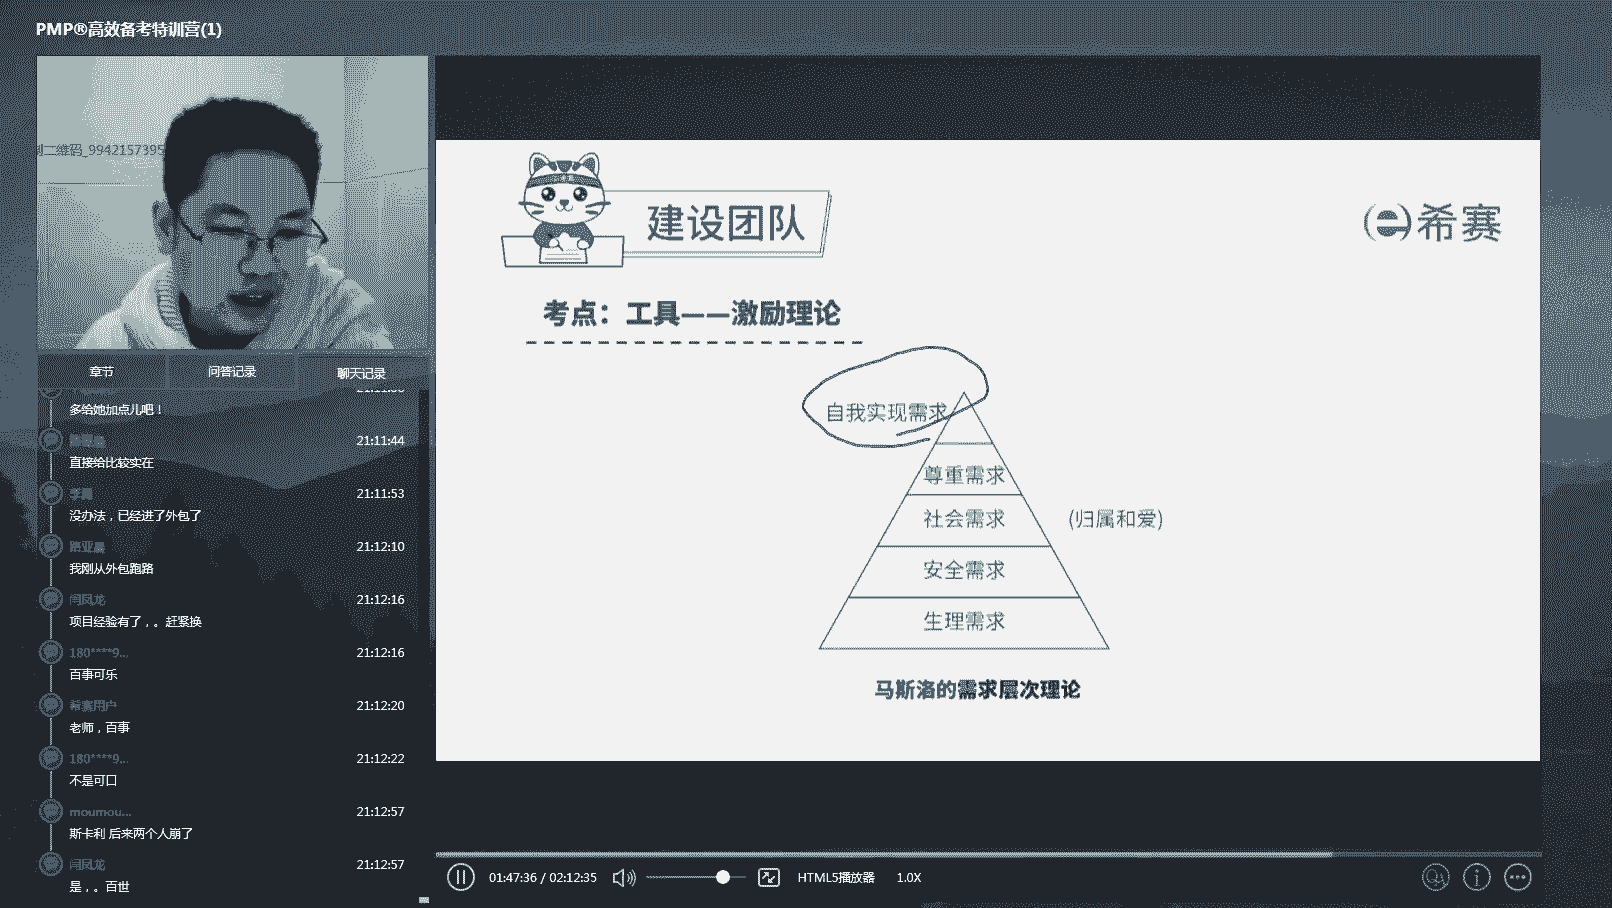 PMP®高效备考特训营(1)
制二维码_9942157395
章节
问答记录
聊天记录
多给她加点儿吧！
21:11:44
直接给比较实在
李晨
21:11:53
没办法，已经进了外包了
路亚晨
21:12:10
我刚从外包跑路
闫凤龙
21:12:16
项目经验有了，。赶紧换
180****9...
21:12:16
百事可乐
希赛用户
21:12:20
老师，百事
180****9...
21:12:22
不是可口
moumou...
21:12:57
斯卡利 后来两个人崩了
闫凤龙
21:12:57
是，。百世
建设团队
希赛
考点：工具——激励理论
自我实现需求
尊重需求
社会需求
(归属和爱)
安全需求
生理需求
马斯洛的需求层次理论
01:47:36 / 02:12:35
HTML5播放器
1.0X